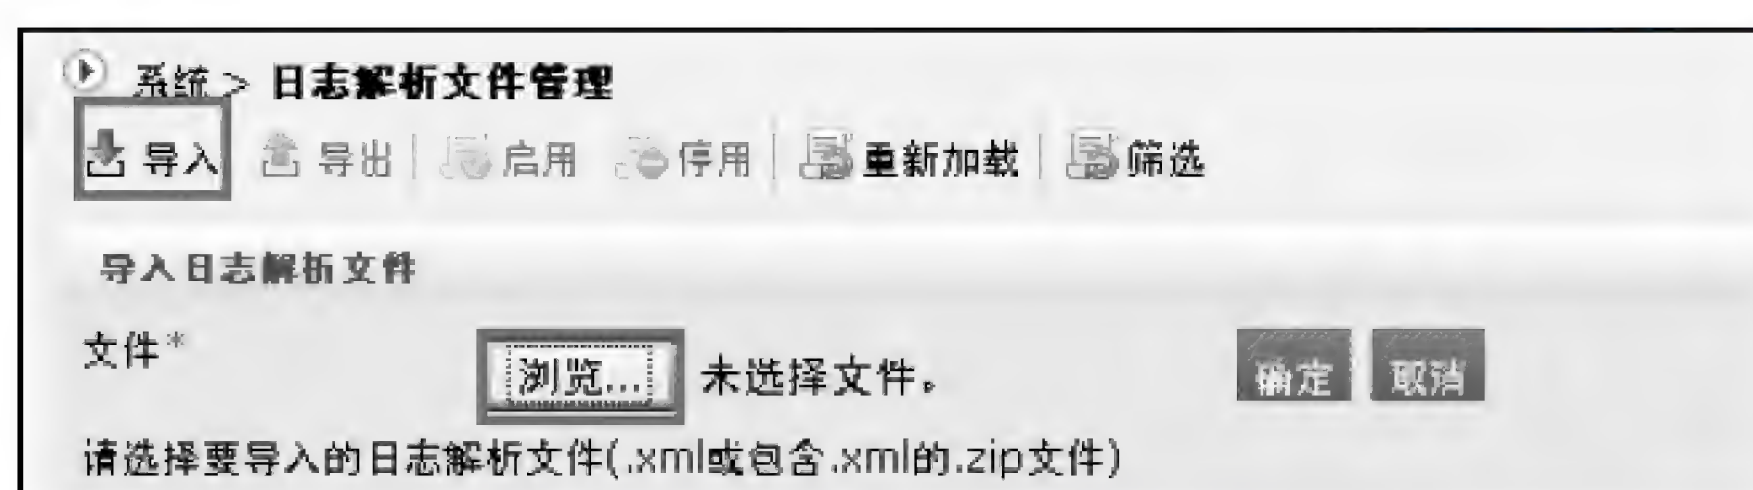 系统 > 日志解析文件管理
导入 导出 启用 停用 重新加载 筛选
导入日志解析文件
文件* 浏览... 未选择文件。 确定 取消
请选择要导入的日志解析文件(.xml或包含.xml的.zip文件)